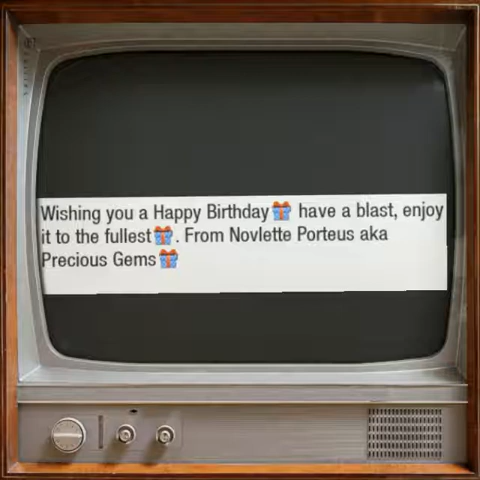 Wishing you a Happy Birthday🎁 have a blast, enjoy
it to the fullest🎁. From Novlette Porteus aka
Precious Gems🎁